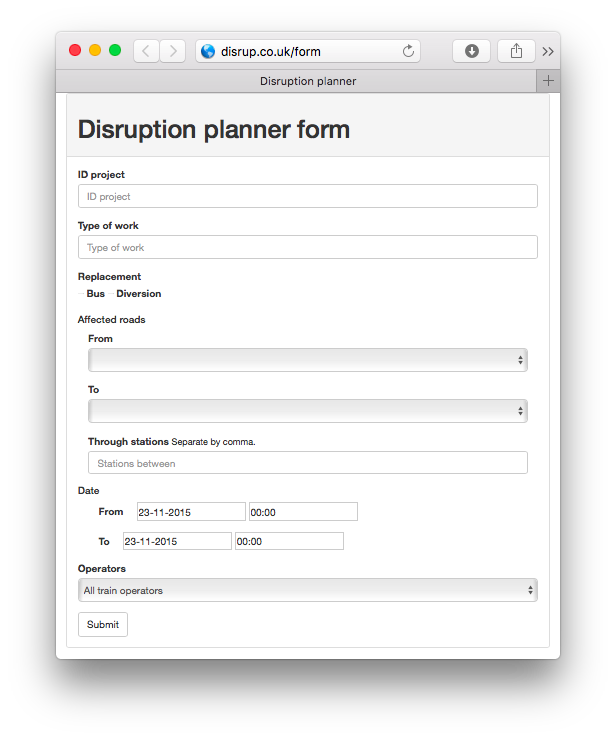 disrup.co.uk/form
Disruption planner
Disruption planner form
ID project
ID project
Type of work
Type of work
Replacement
Bus Diversion
Affected roads
From
To
Through stations Separate by comma.
Stations between
Date
From 23-11-2015 00:00
To 23-11-2015 00:00
Operators
All train operators
Submit